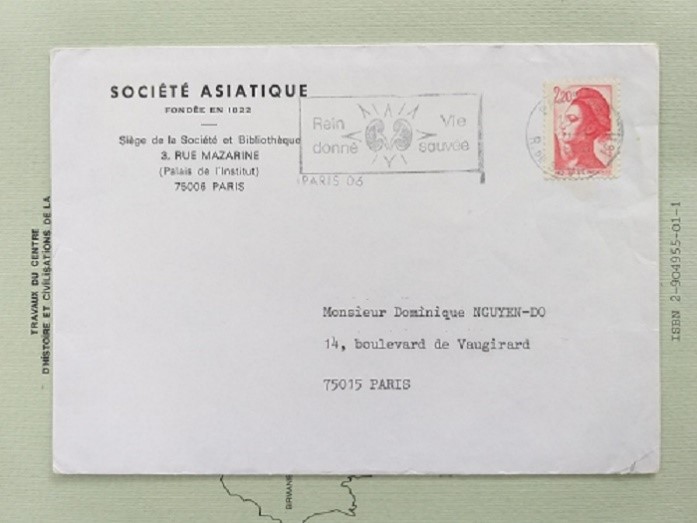 SOCIÉTÉ ASIATIQUE
FONDÉE EN 1822
Siège de la Société et Bibliothèque
3, RUE MAZARINE
(Palais de l'Institut)
75006 PARIS
Rein Vie
donné sauvée
PARIS 06
2,20
Monsieur Dominique NGUYEN-DO
14, boulevard de Vaugirard
75015 PARIS
TRAVAUX DU CENTRE
D'HISTOIRE ET CIVILISATIONS DE LA
ISBN 2-904955-01-1
BIRMANIE